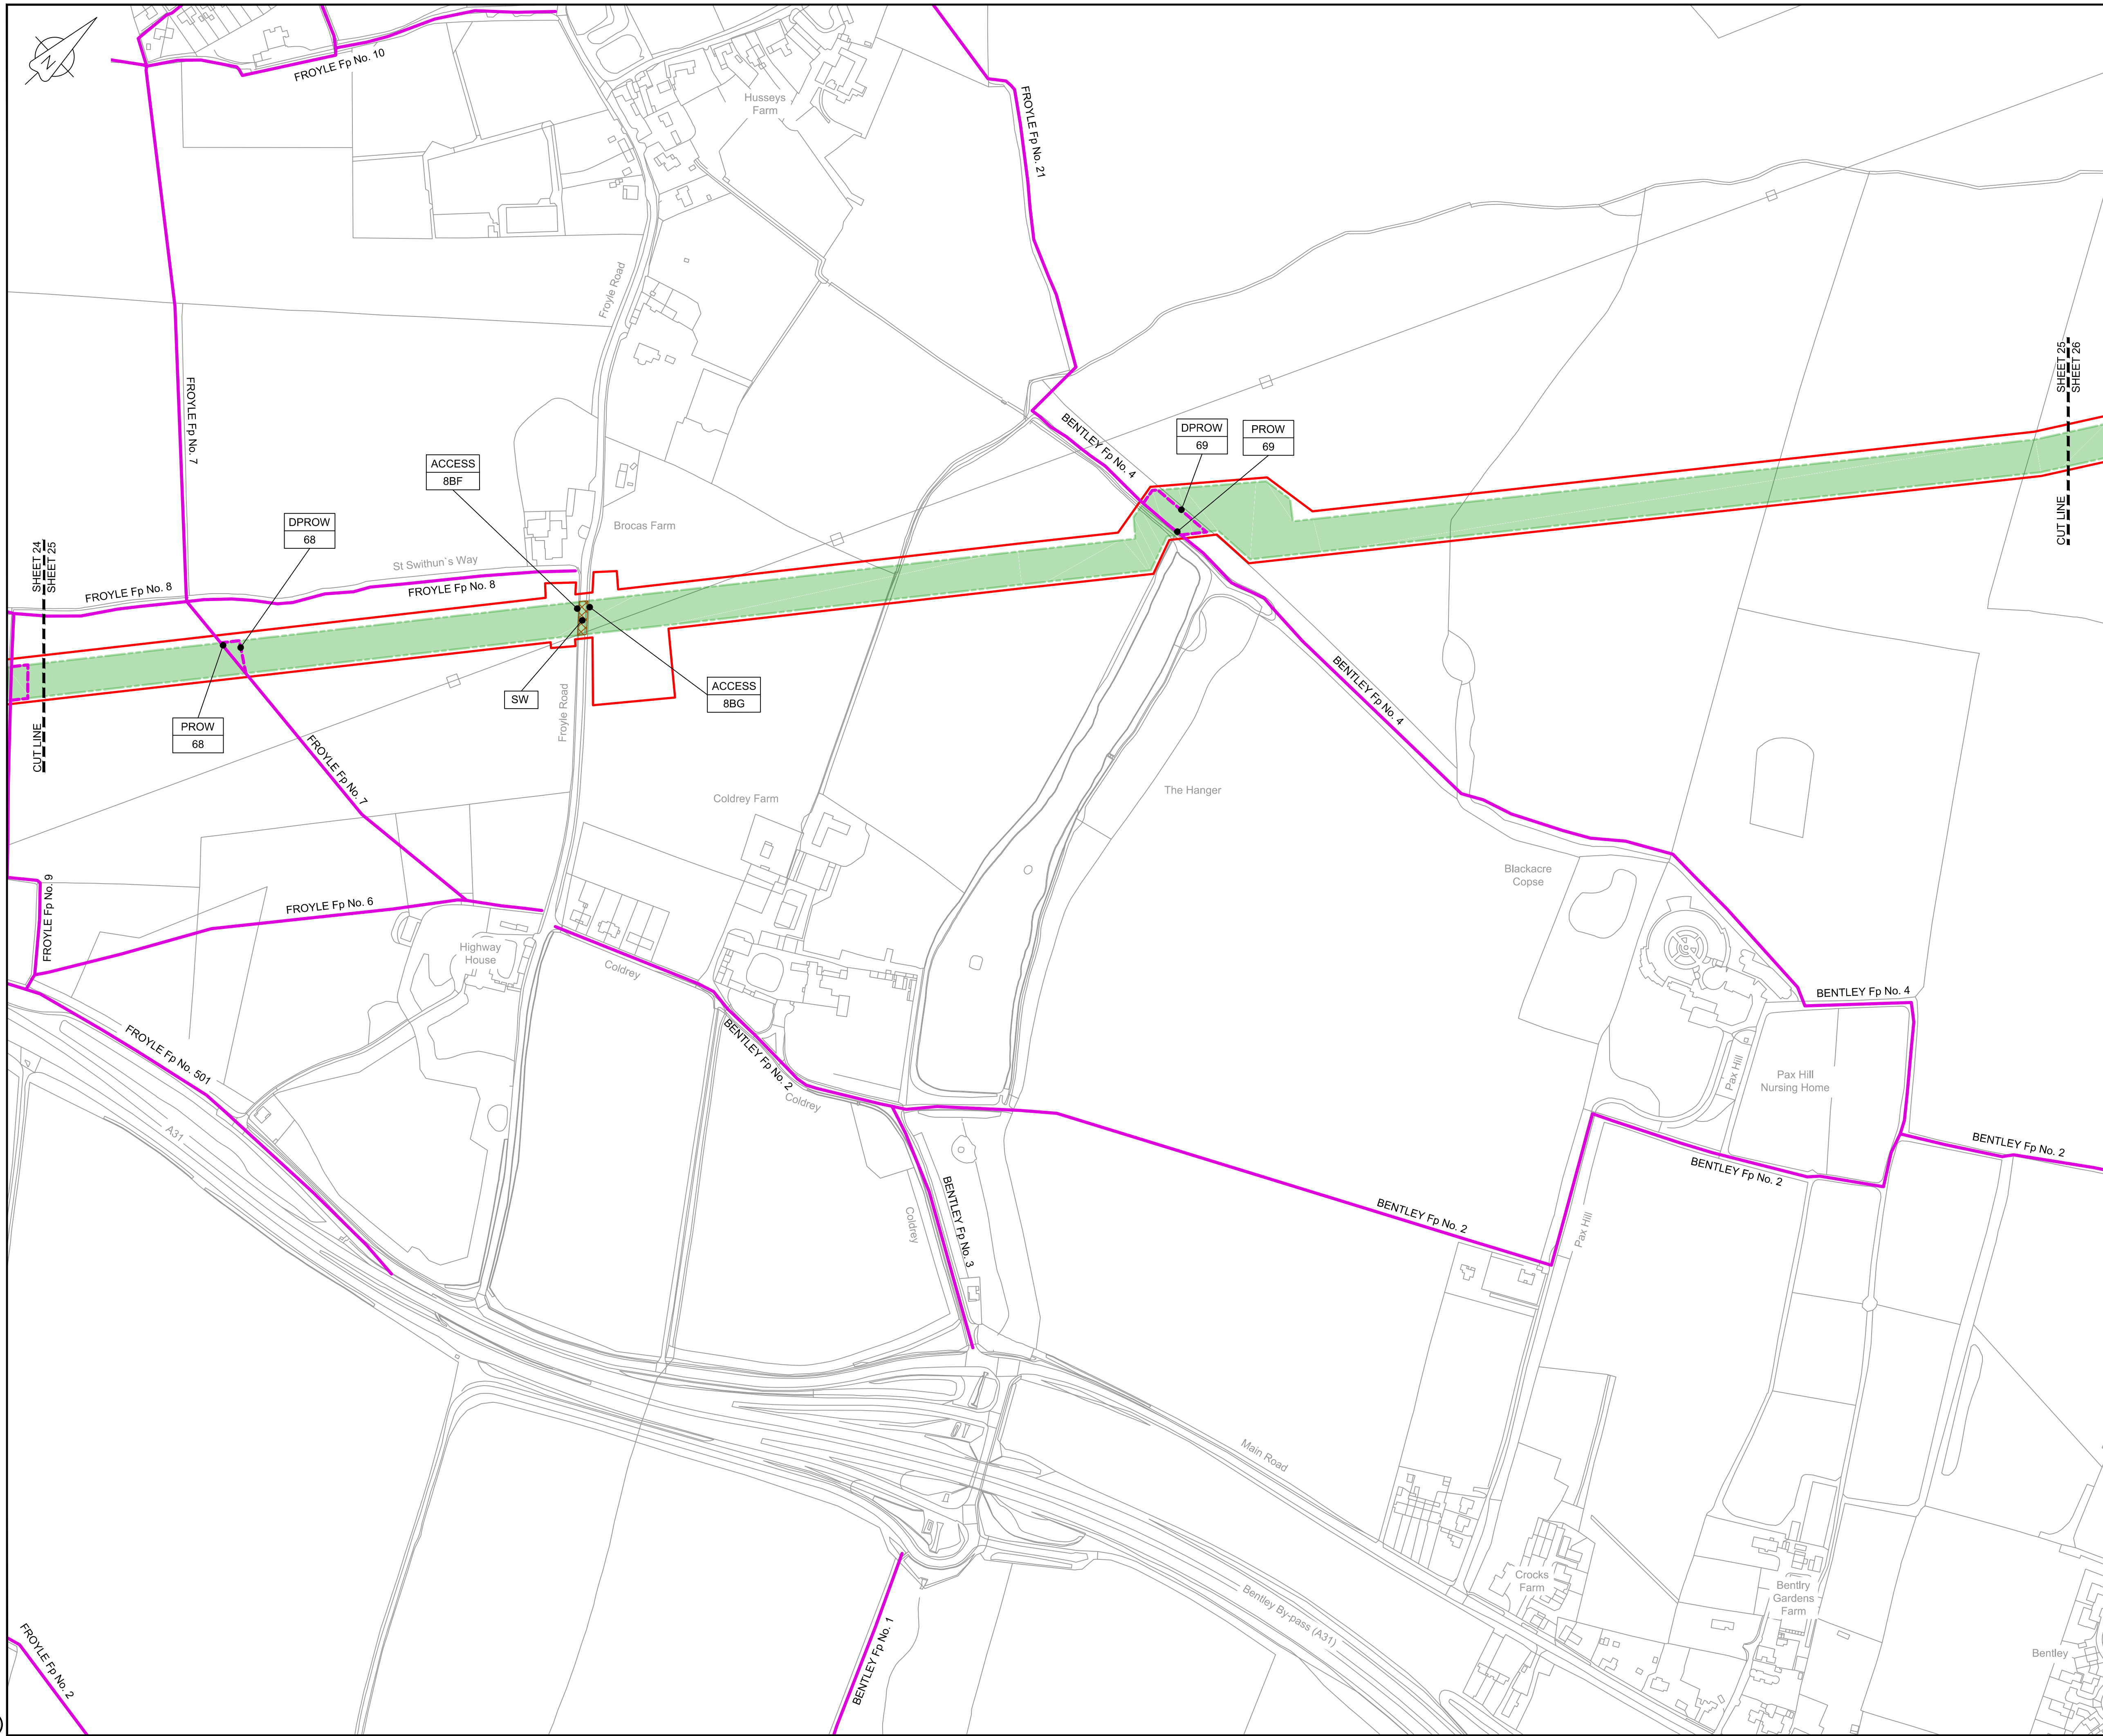 N
FROYLE Fp No. 10
Husseys
Farm
FROYLE Fp No. 21
Froyle Road
FROYLE Fp No. 7
SHEET 25
SHEET 26
CUT LINE
BENTLEY Fp No. 4
DPROW
69
PROW
69
ACCESS
8BF
DPROW
68
Brocas Farm
SHEET 24
SHEET 25
CUT LINE
St Swithun`s Way
FROYLE Fp No. 8
FROYLE Fp No. 8
SW
ACCESS
8BG
PROW
68
Froyle Road
FROYLE Fp No. 7
BENTLEY Fp No. 4
The Hanger
Coldrey Farm
Blackacre
Copse
FROYLE Fp No. 9
FROYLE Fp No. 6
Highway
House
Coldrey
BENTLEY Fp No. 4
FROYLE Fp No. 501
BENTLEY Fp No. 2
Coldrey
Pax Hill
Pax Hill
Nursing Home
A31
BENTLEY Fp No. 2
BENTLEY Fp No. 2
BENTLEY Fp No. 3
Coldrey
BENTLEY Fp No. 2
Pax Hill
Main Road
Crocks
Farm
Bentlry
Gardens
Farm
Bentley By-pass (A31)
Bentley
FROYLE Fp No. 2
BENTLEY Fp No. 1